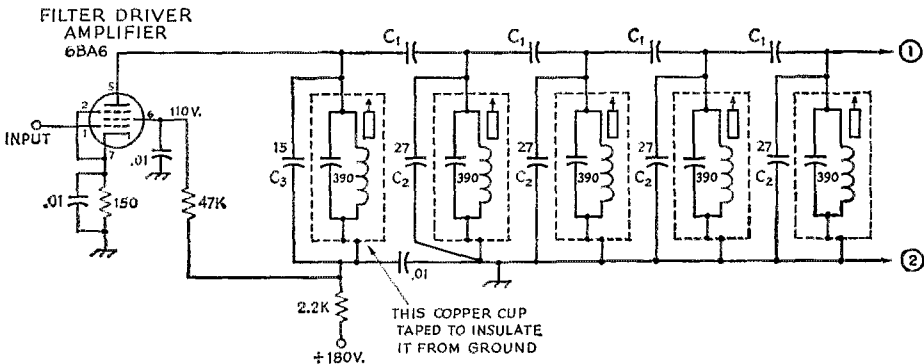 FILTER DRIVER
AMPLIFIER
6BA6
C₁ C₁ C₁ C₁
①
5
2
6
110V.
1
INPUT
7
.01
.01
150
47K
15
C₃
390
27
C₂
390
27
C₂
390
27
C₂
390
27
C₂
390
②
.01
2.2K
THIS COPPER CUP
TAPED TO INSULATE
IT FROM GROUND
+180V.